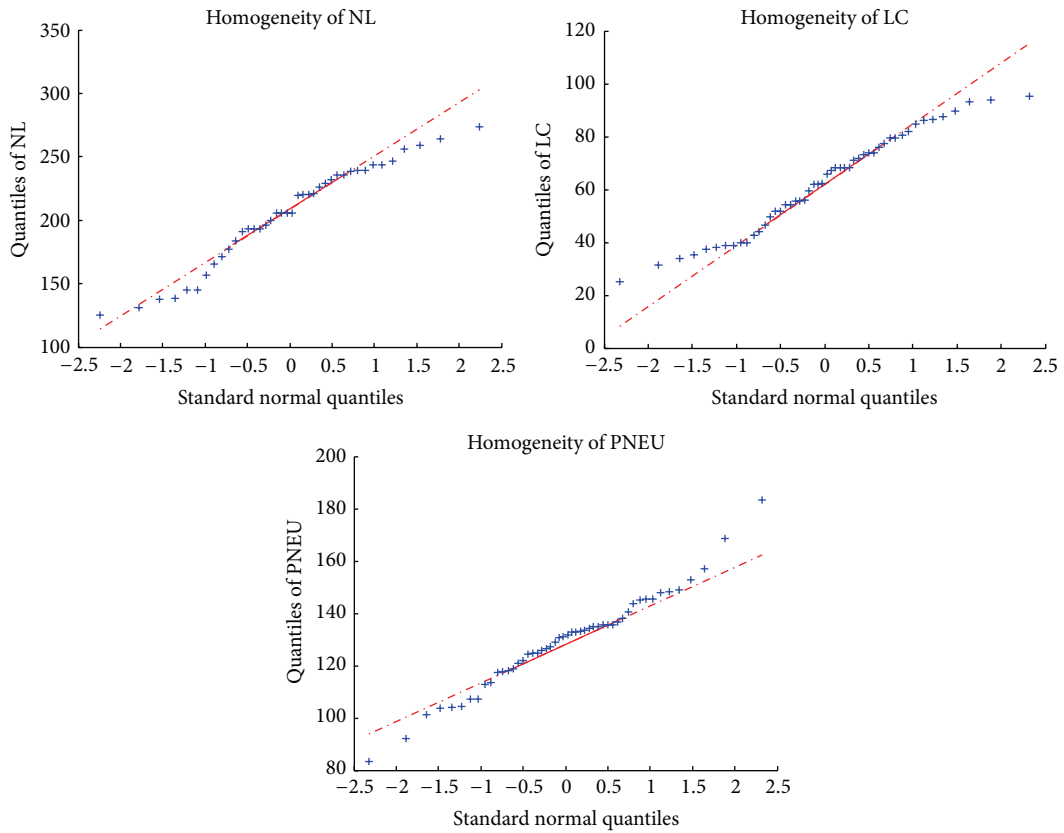 Homogeneity of NL
350
300
250
200
150
100
Quantiles of NL
−2.5 −2 −1.5 −1 −0.5 0 0.5 1 1.5 2 2.5
Standard normal quantiles
Homogeneity of LC
120
100
80
60
40
20
0
Quantiles of LC
−2.5 −2 −1.5 −1 −0.5 0 0.5 1 1.5 2 2.5
Standard normal quantiles
Homogeneity of PNEU
200
180
160
140
120
100
80
Quantiles of PNEU
−2.5 −2 −1.5 −1 −0.5 0 0.5 1 1.5 2 2.5
Standard normal quantiles